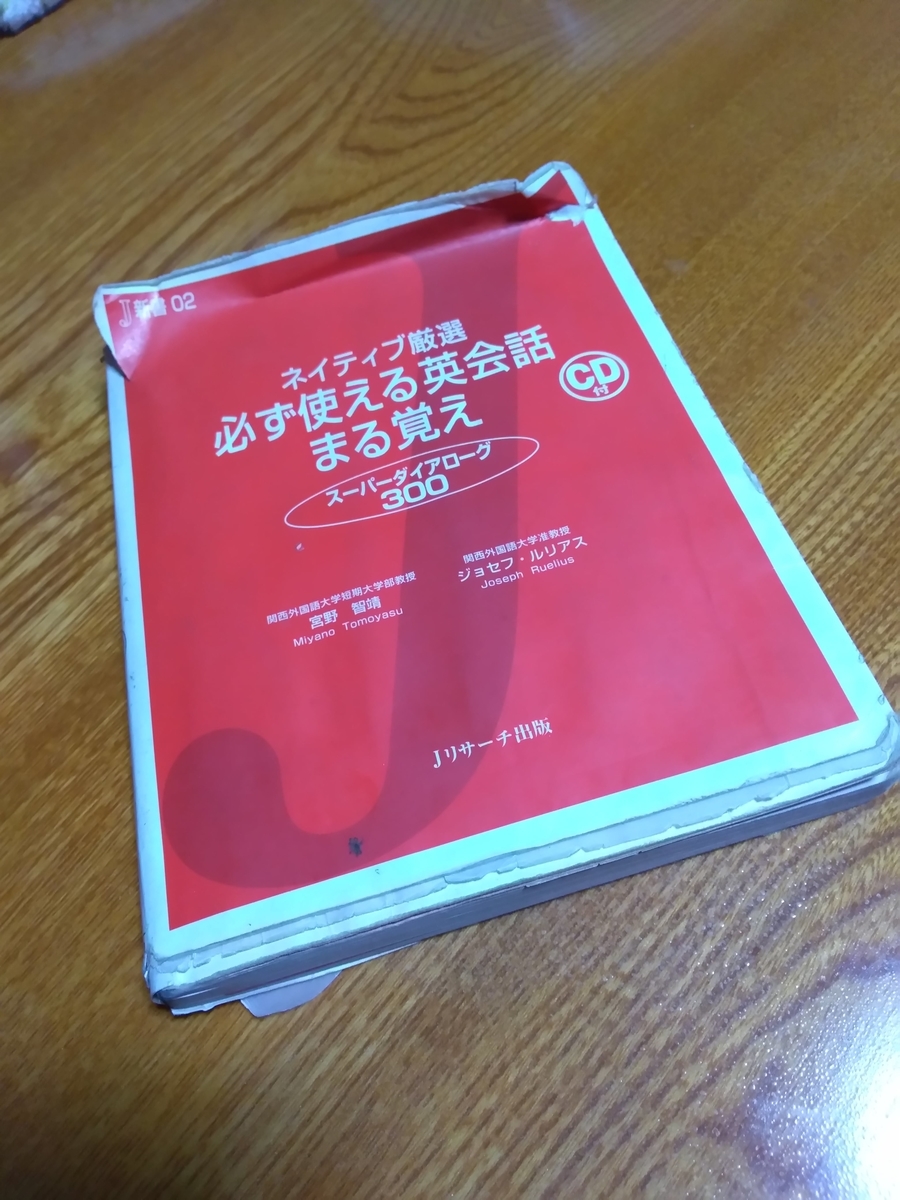 J新書 02
ネイティブ厳選
必ず使える英会話
まる覚え
CD
付
スーパーダイアローグ
300
関西外国語大学短期大学部教授
宮野 智靖
Miyano Tomoyasu
関西外国語大学准教授
ジョセフ・ルリアス
Joseph Ruelius
Jリサーチ出版